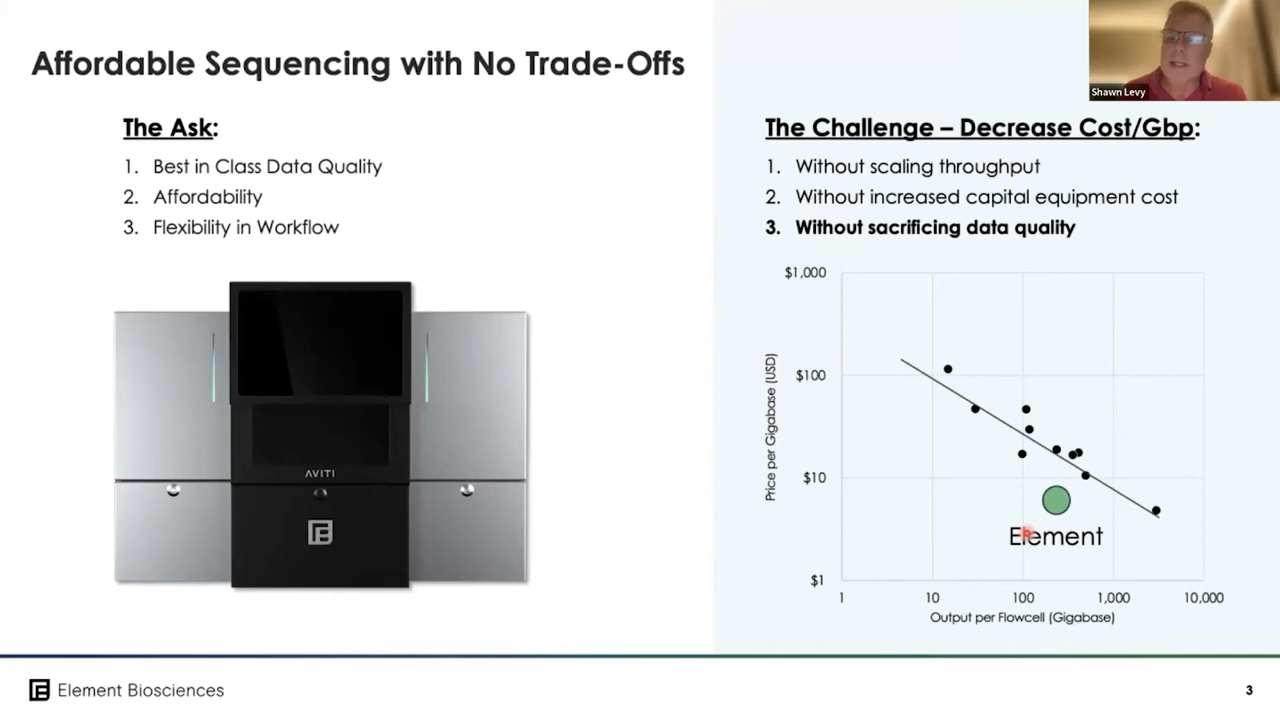 Affordable Sequencing with No Trade-Offs
Shawn Levy
The Ask:
1. Best in Class Data Quality
2. Affordability
3. Flexibility in Workflow
AVITI
The Challenge – Decrease Cost/Gbp:
1. Without scaling throughput
2. Without increased capital equipment cost
3. Without sacrificing data quality
Price per Gigabase (USD)
$1,000
$100
$10
$1
Element
1 10 100 1,000 10,000
Output per Flowcell (Gigabase)
Element Biosciences
3